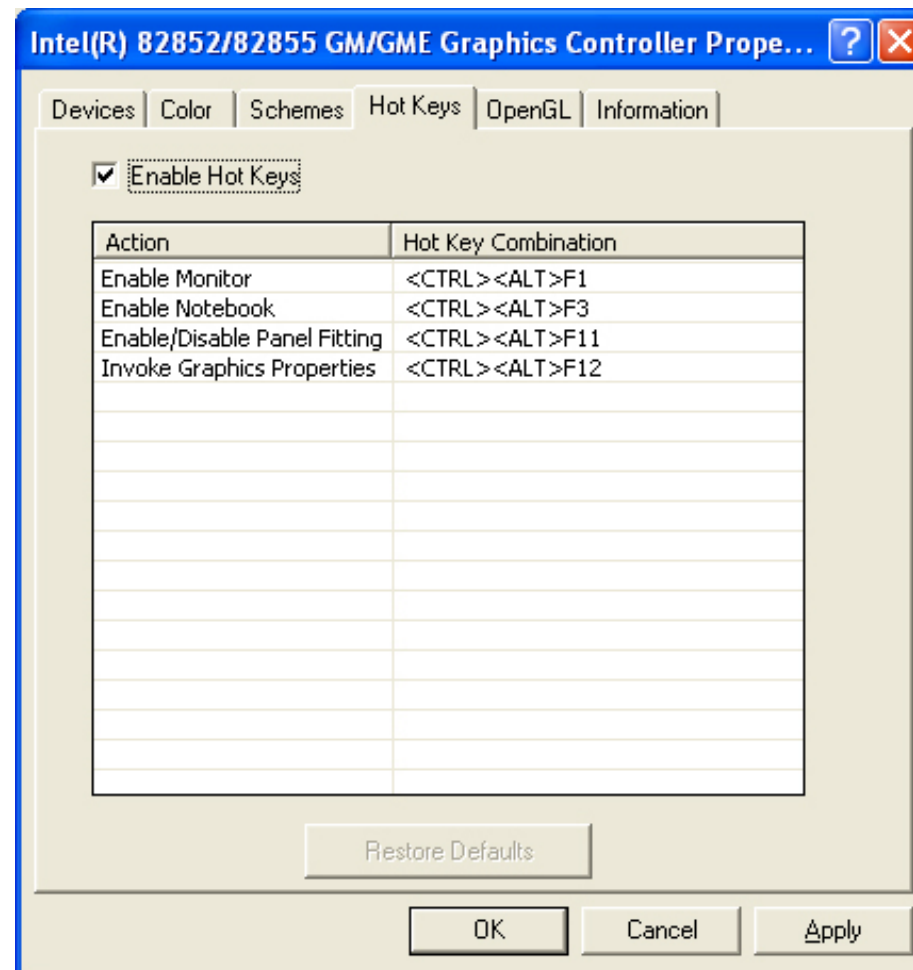 Intel(R) 82852/82855 GM/GME Graphics Controller Prope...
Devices Color Schemes Hot Keys OpenGL Information
Enable Hot Keys
Action Hot Key Combination
Enable Monitor <CTRL><ALT>F1
Enable Notebook <CTRL><ALT>F3
Enable/Disable Panel Fitting <CTRL><ALT>F11
Invoke Graphics Properties <CTRL><ALT>F12
Restore Defaults
OK Cancel Apply